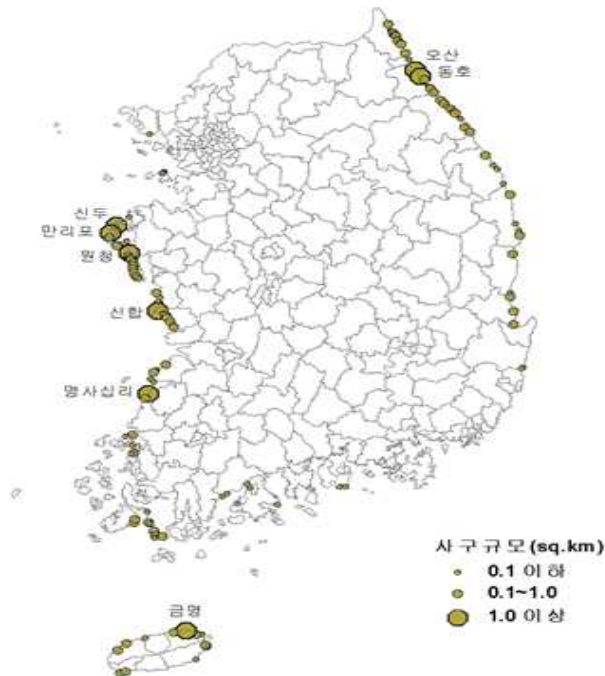 오산
동호
신두
만리포
원청
신합
명사십리
금영
사구규모(sq.km)
0.1 이하
0.1~1.0
1.0 이상